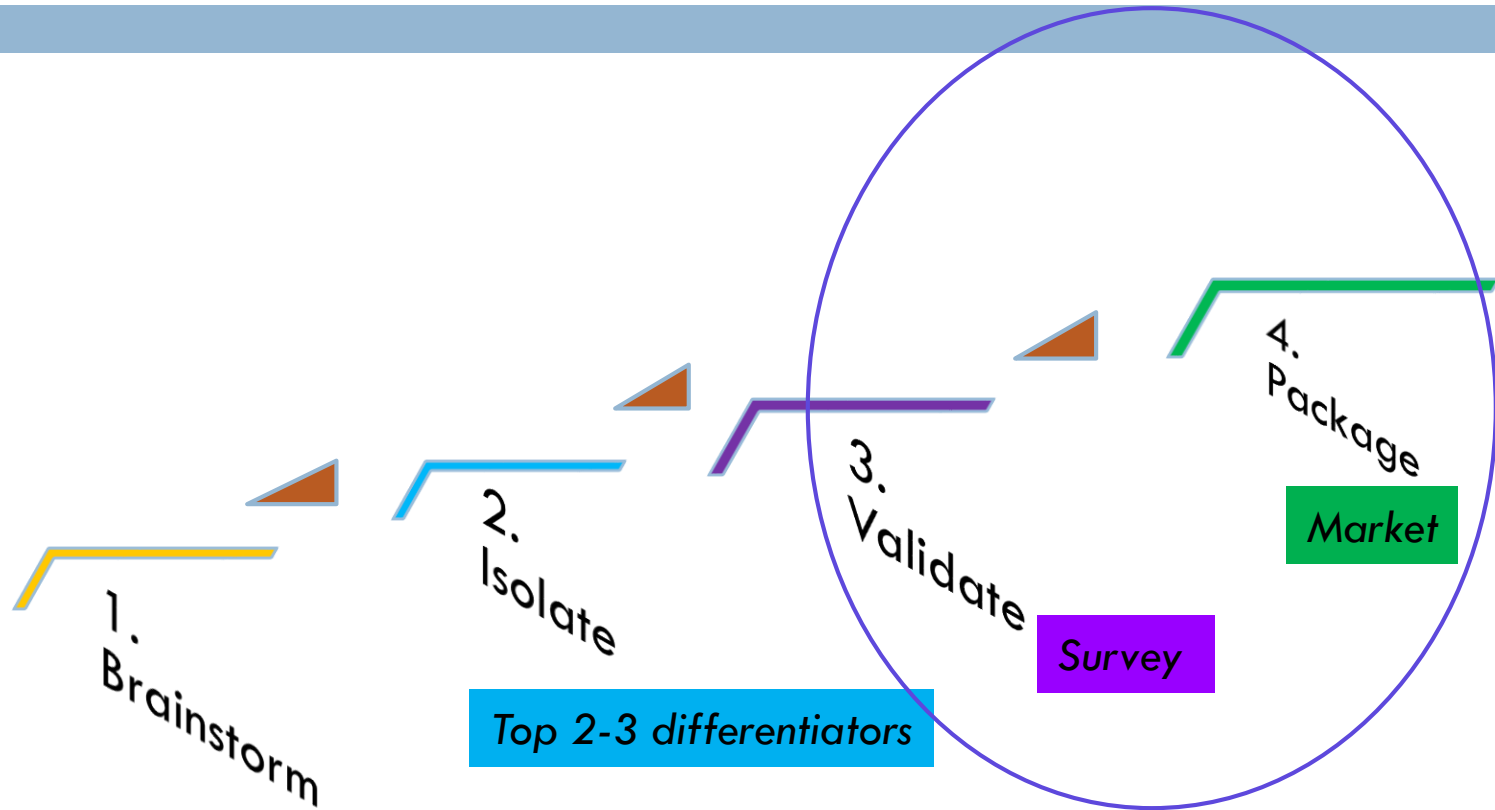 1.
Brainstorm
2.
Isolate
Top 2-3 differentiators
3.
Validate
Survey
4.
Package
Market